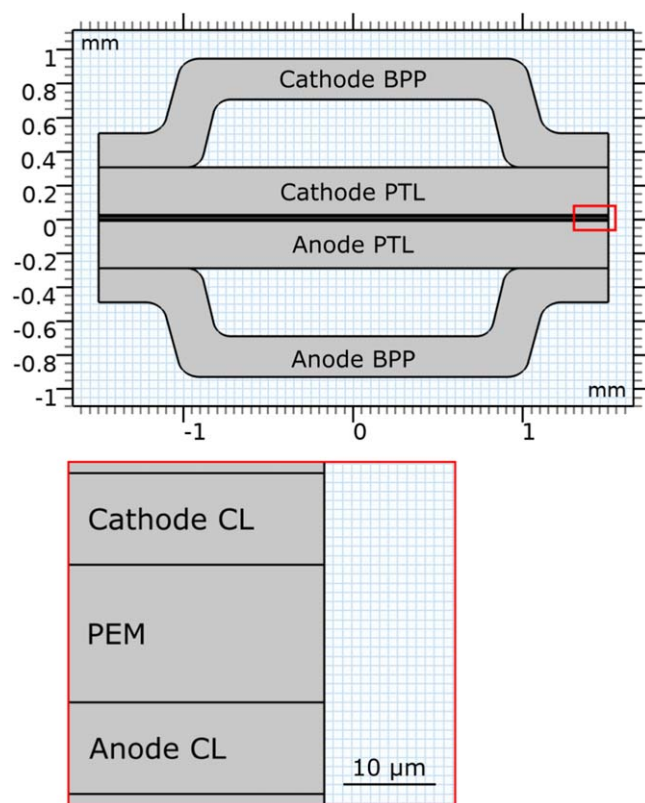 mm
1
0.8
0.6
0.4
0.2
0
-0.2
-0.4
-0.6
-0.8
-1
Cathode BPP
Cathode PTL
Anode PTL
Anode BPP
mm
-1
0
1
Cathode CL
PEM
Anode CL
10 µm